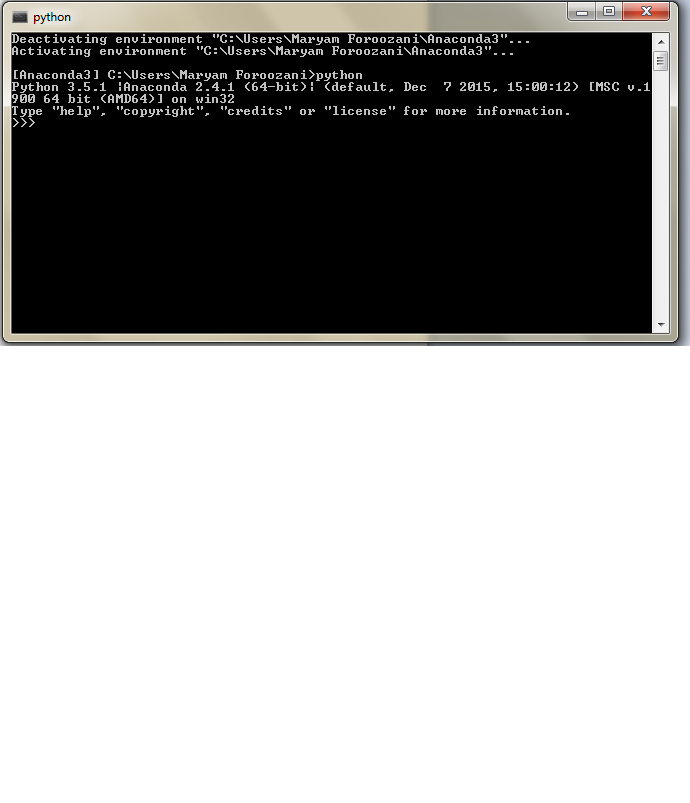 python
Deactivating environment "C:\Users\Maryam Foroozani\Anaconda3"...
Activating environment "C:\Users\Maryam Foroozani\Anaconda3"...
[Anaconda3] C:\Users\Maryam Foroozani>python
Python 3.5.1 |Anaconda 2.4.1 (64-bit)| (default, Dec  7 2015, 15:00:12) [MSC v.1
900 64 bit (AMD64)] on win32
Type "help", "copyright", "credits" or "license" for more information.
>>>